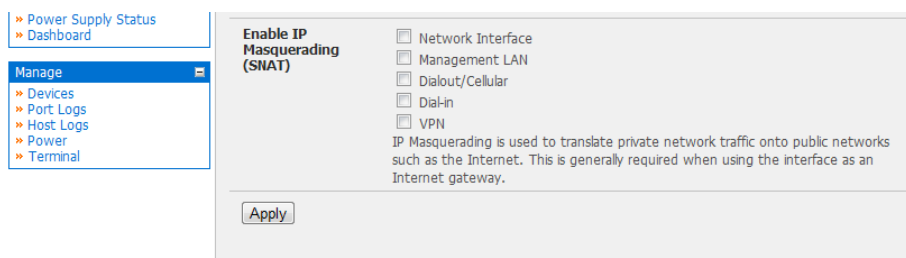 » Power Supply Status
» Dashboard
Manage
» Devices
» Port Logs
» Host Logs
» Power
» Terminal
Enable IP
Masquerading
(SNAT)
Network Interface
Management LAN
Dialout/Cellular
Dial-in
VPN
IP Masquerading is used to translate private network traffic onto public networks
such as the Internet. This is generally required when using the interface as an
Internet gateway.
Apply